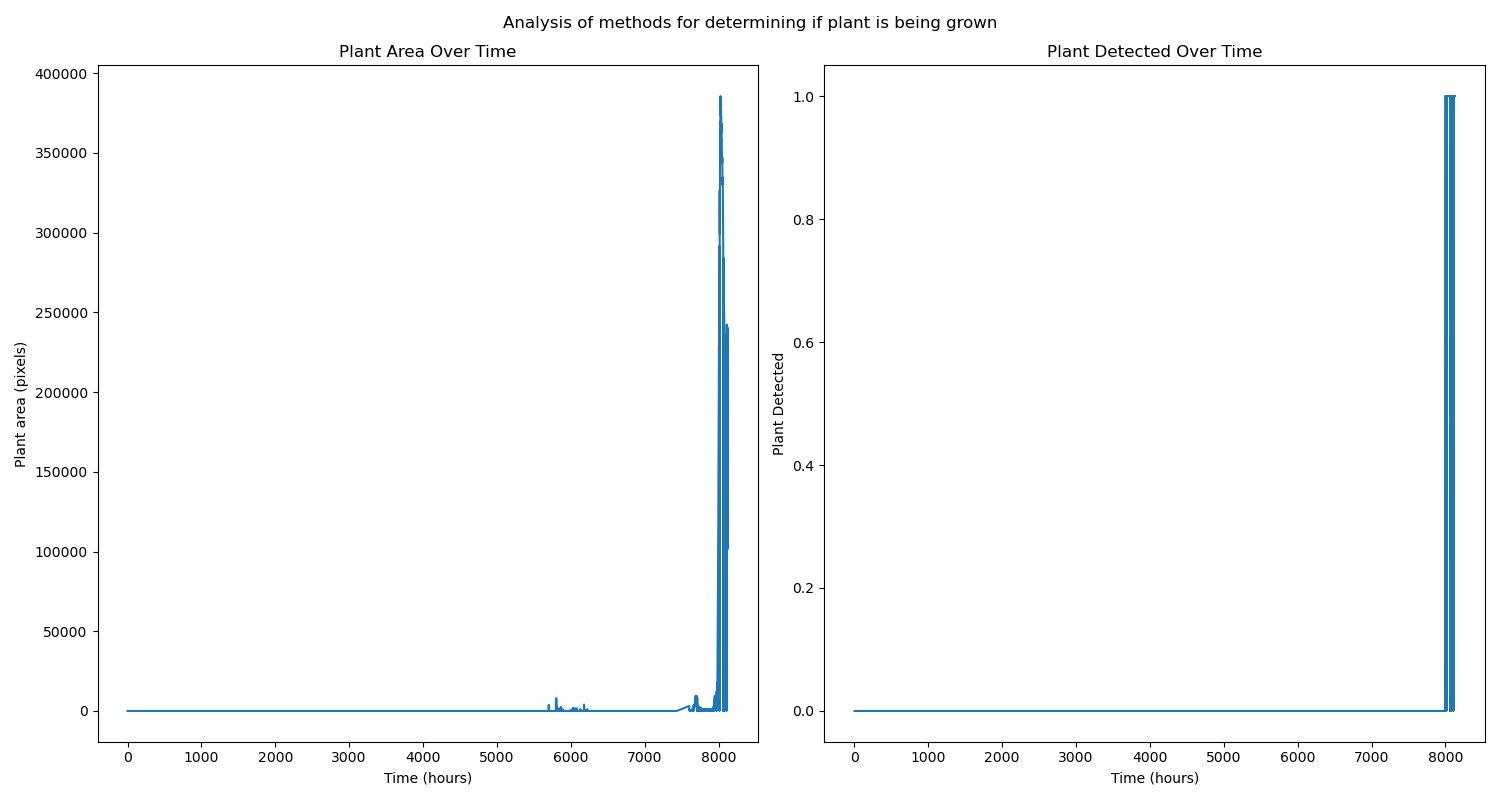 Analysis of methods for determining if plant is being grown
Plant Area Over Time
400000
350000
300000
250000
200000
150000
100000
50000
0
Plant area (pixels)
0 1000 2000 3000 4000 5000 6000 7000 8000
Time (hours)
Plant Detected Over Time
1.0
0.8
0.6
0.4
0.2
0.0
Plant Detected
0 1000 2000 3000 4000 5000 6000 7000 8000
Time (hours)